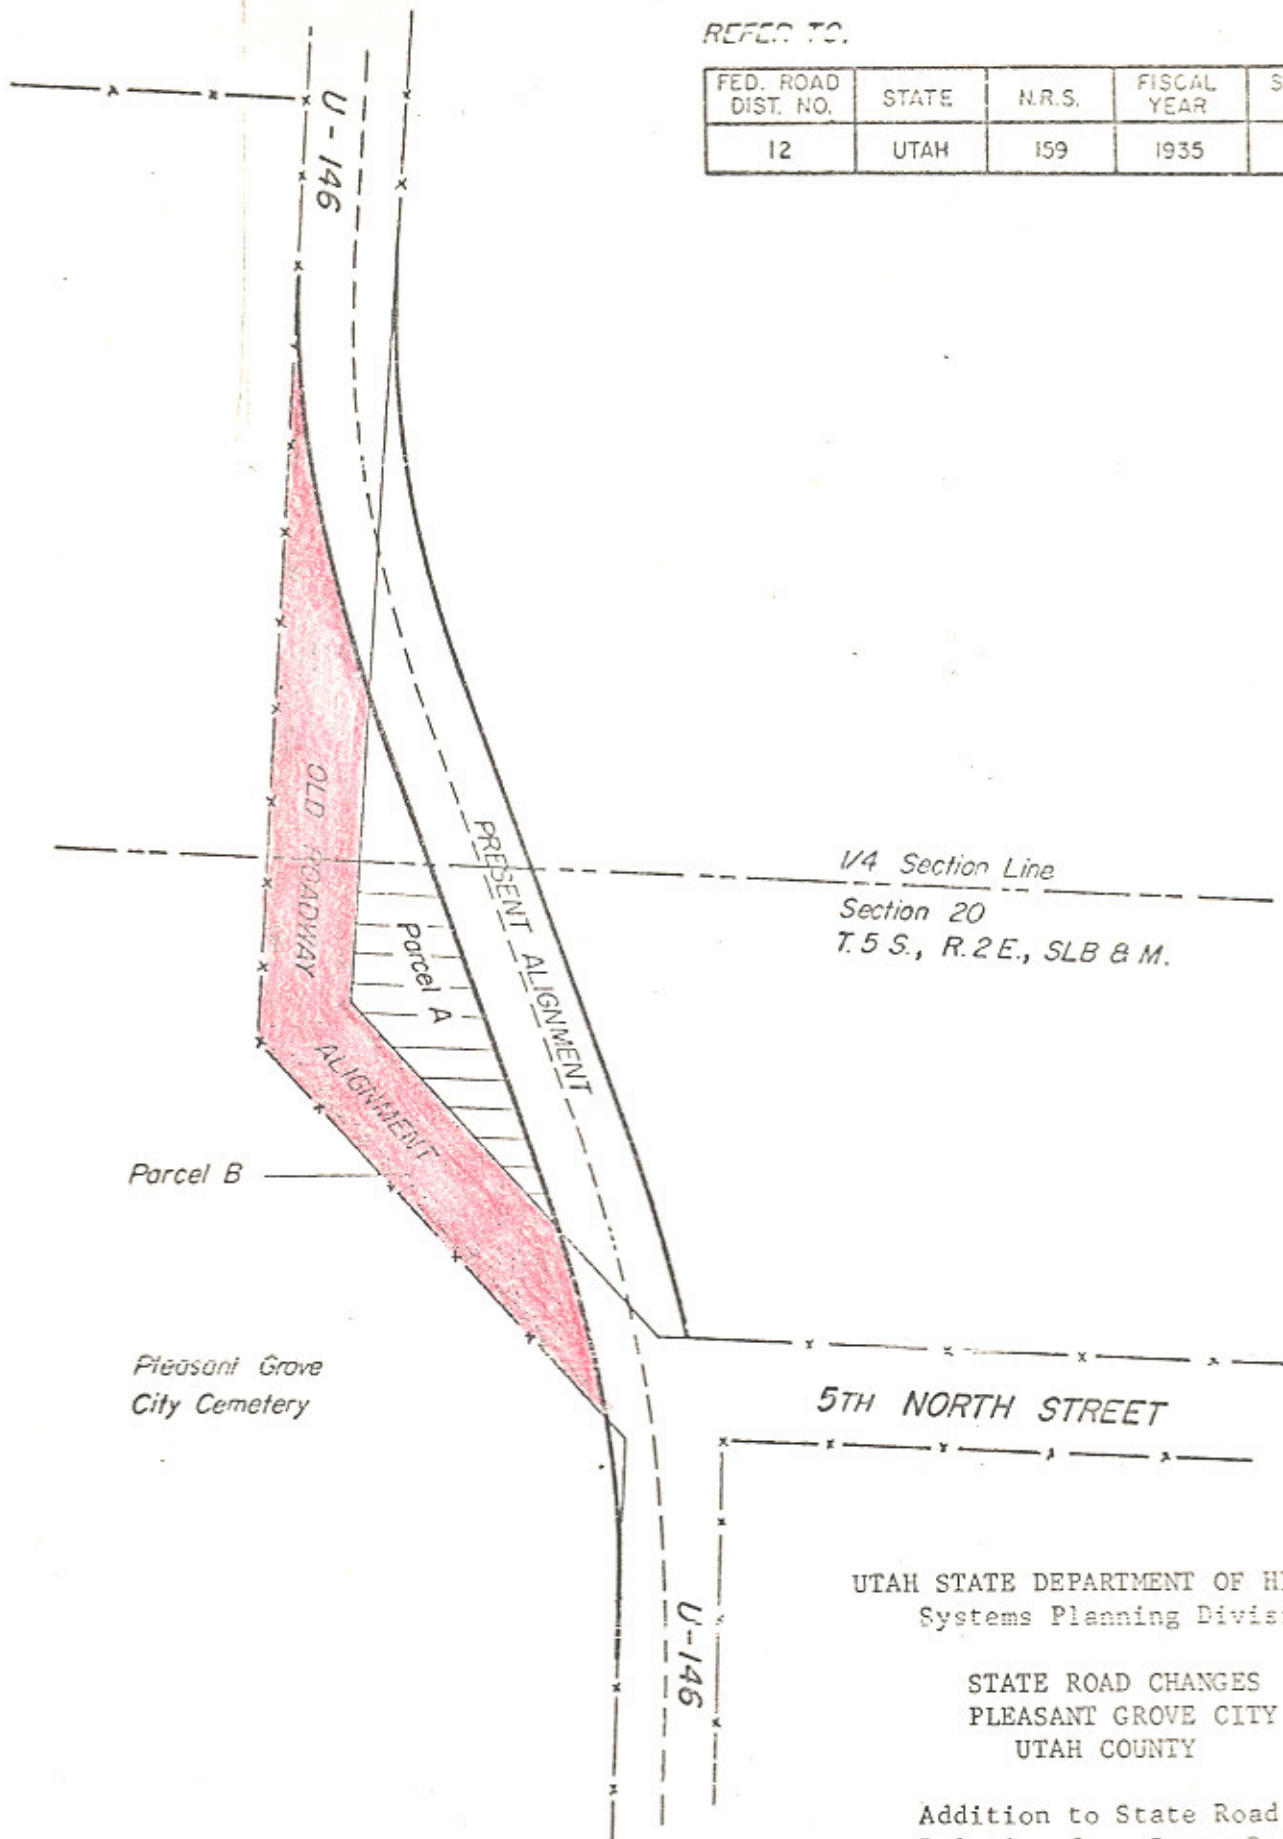 REFER TO.
FED. ROAD DIST. NO. STATE N.R.S. FISCAL YEAR
12 UTAH 159 1935
U-146
OLD ROADWAY
ALIGNMENT
PRESENT ALIGNMENT
Parcel A
1/4 Section Line
Section 20
T.5 S., R.2 E., SLB & M.
Parcel B
Pleasant Grove
City Cemetery
5TH NORTH STREET
U-146
UTAH STATE DEPARTMENT OF
Systems Planning
STATE ROAD CHANGES
PLEASANT GROVE CITY
UTAH COUNTY
Addition to State Road